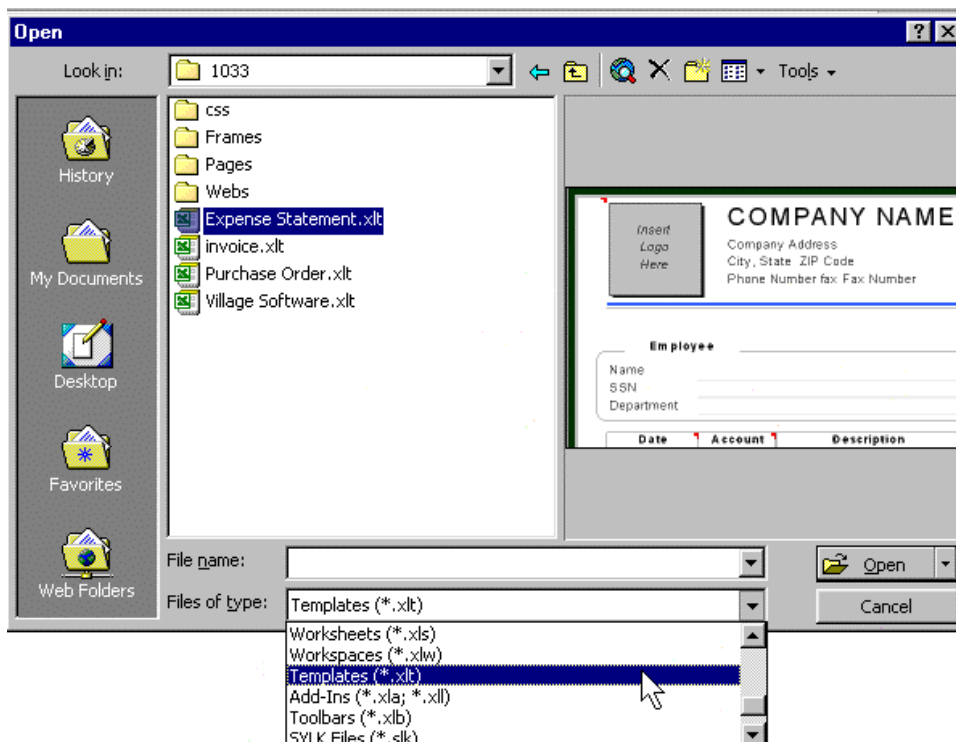 Open
Look in:
1033
Tools
History
My Documents
Desktop
Favorites
Web Folders
css
Frames
Pages
Webs
Expense Statement.xlt
invoice.xlt
Purchase Order.xlt
Village Software.xlt
Insert
Logo
Here
COMPANY NAME
Company Address
City, State ZIP Code
Phone Number fax Fax Number
Employee
Name
SSN
Department
Date Account Description
File name:
Open
Files of type:
Templates (*.xlt)
Cancel
Worksheets (*.xls)
Workspaces (*.xlw)
Templates (*.xlt)
Add-Ins (*.xla; *.xll)
Toolbars (*.xlb)
SYLK Files (*.slk)